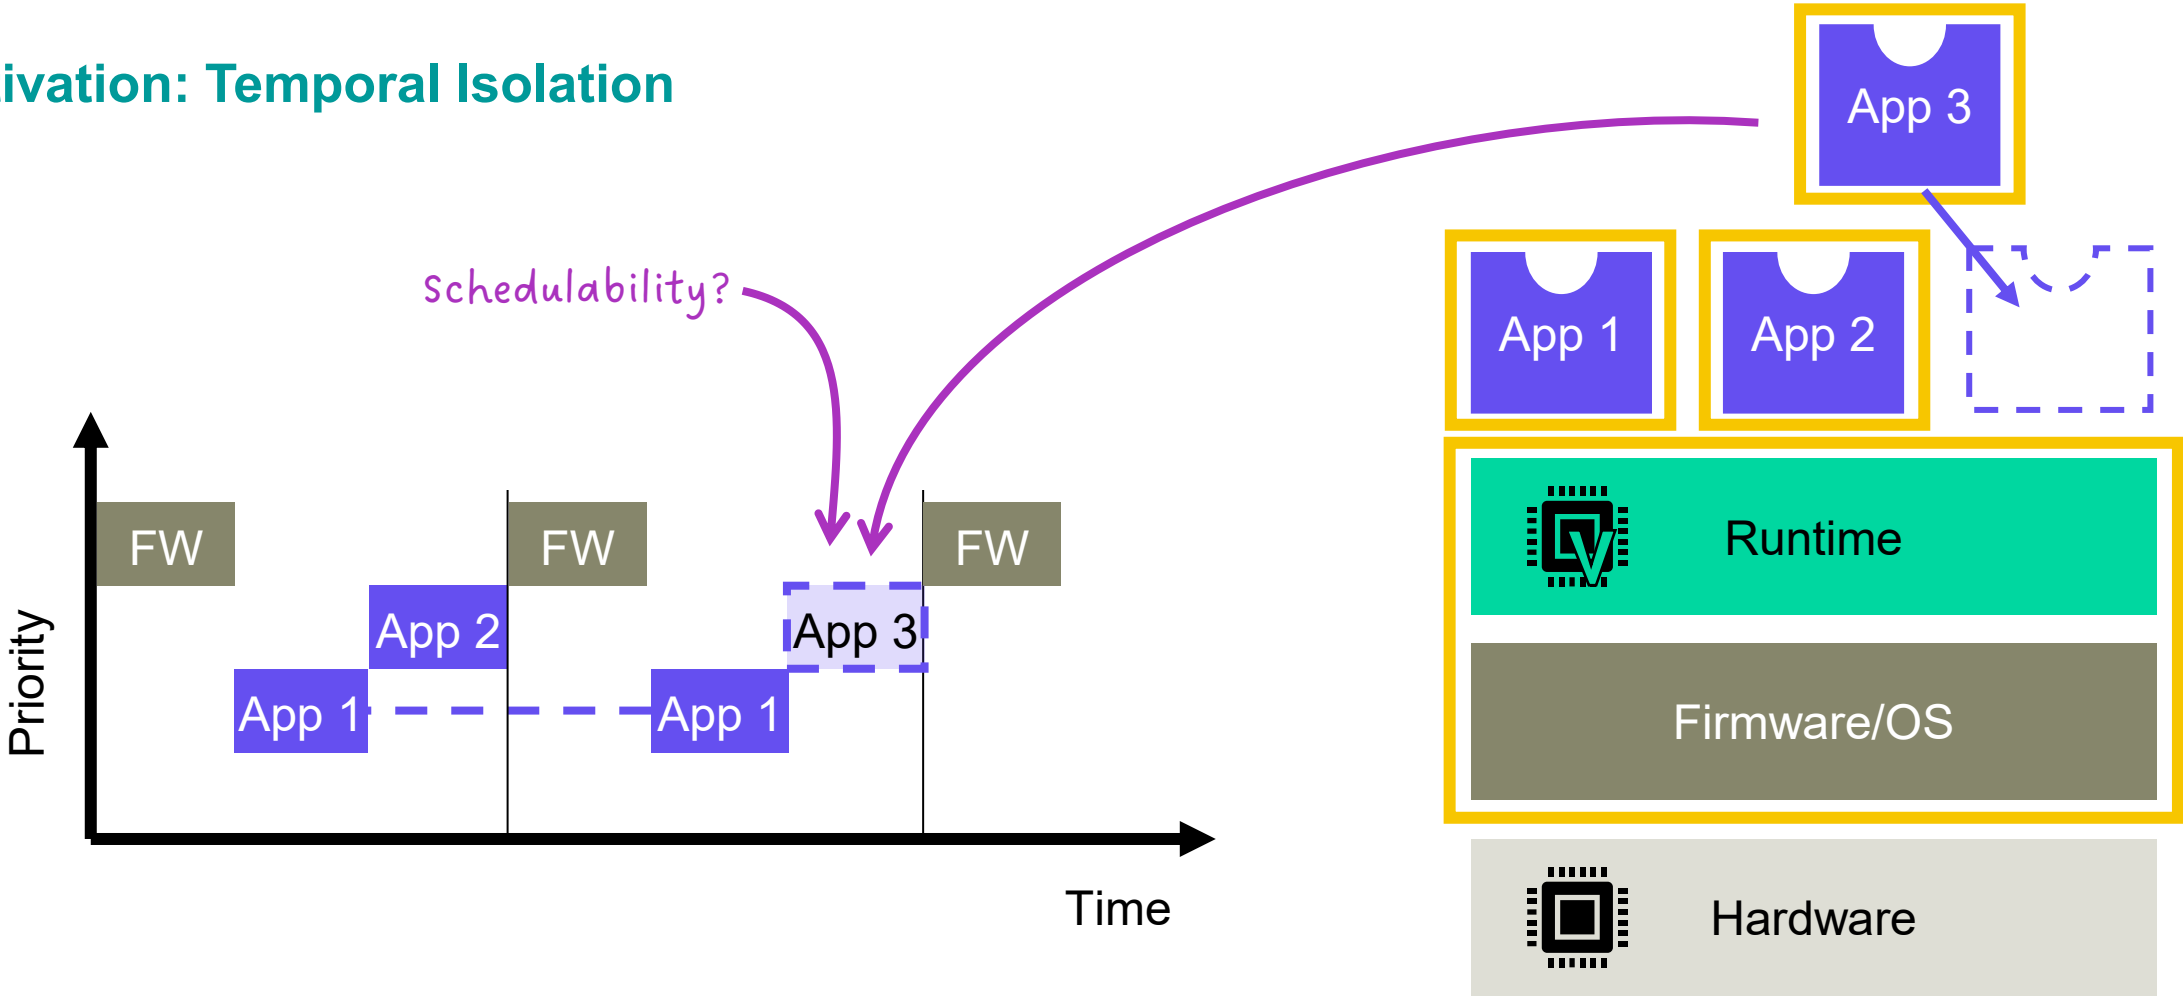 ivation: Temporal Isolation
App 3
schedulability?
App 1
App 2
FW
FW
FW
Runtime
App 2
App 3
Priority
App 1
App 1
Firmware/OS
Time
Hardware